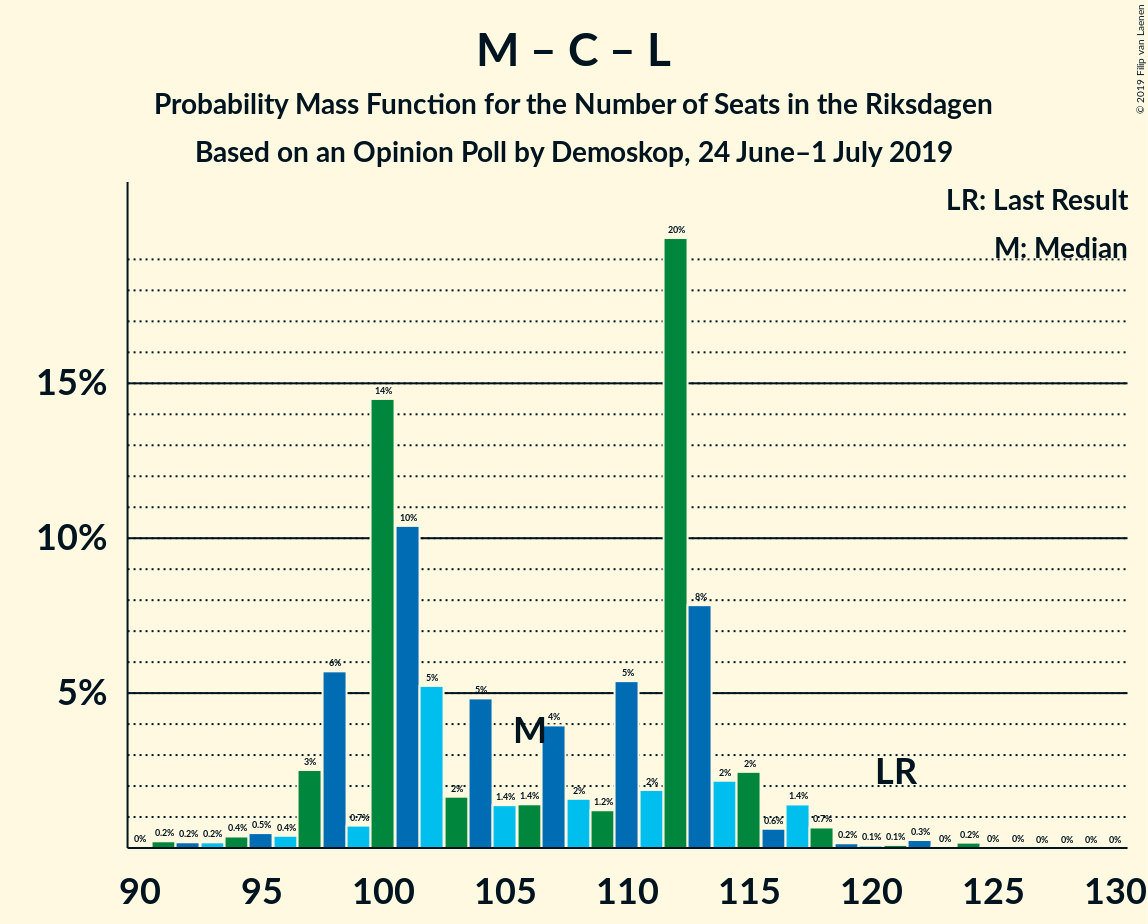 © 2019 Filip van Laenen
M – C – L
Probability Mass Function for the Number of Seats in the Riksdagen
Based on an Opinion Poll by Demoskop, 24 June–1 July 2019
LR: Last Result
M: Median
15%
10%
5%
0% 0.2% 0.2% 0.2% 0.4% 0.5% 0.4% 3% 6% 0.7% 14% 10% 5% 2% 5% 1.4% 1.4% 4% 2% 1.2% 5% 2% 20% 8% 2% 2% 0.6% 1.4% 0.7% 0.2% 0.1% 0.1% 0.3% 0% 0.2% 0% 0% 0% 0% 0% 0%
M
LR
90 95 100 105 110 115 120 125 130